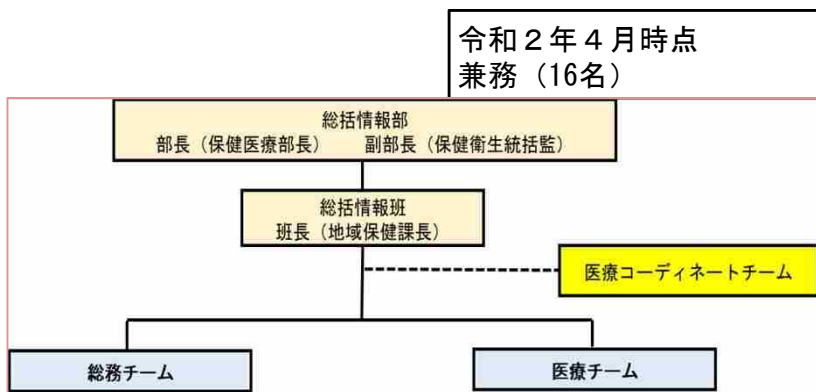 令和２年４月時点
兼務（16名）
総括情報部
部長（保健医療部長）　　副部長（保健衛生統括監）
総括情報班
班長（地域保健課長）
医療コーディネートチーム
総務チーム
医療チーム